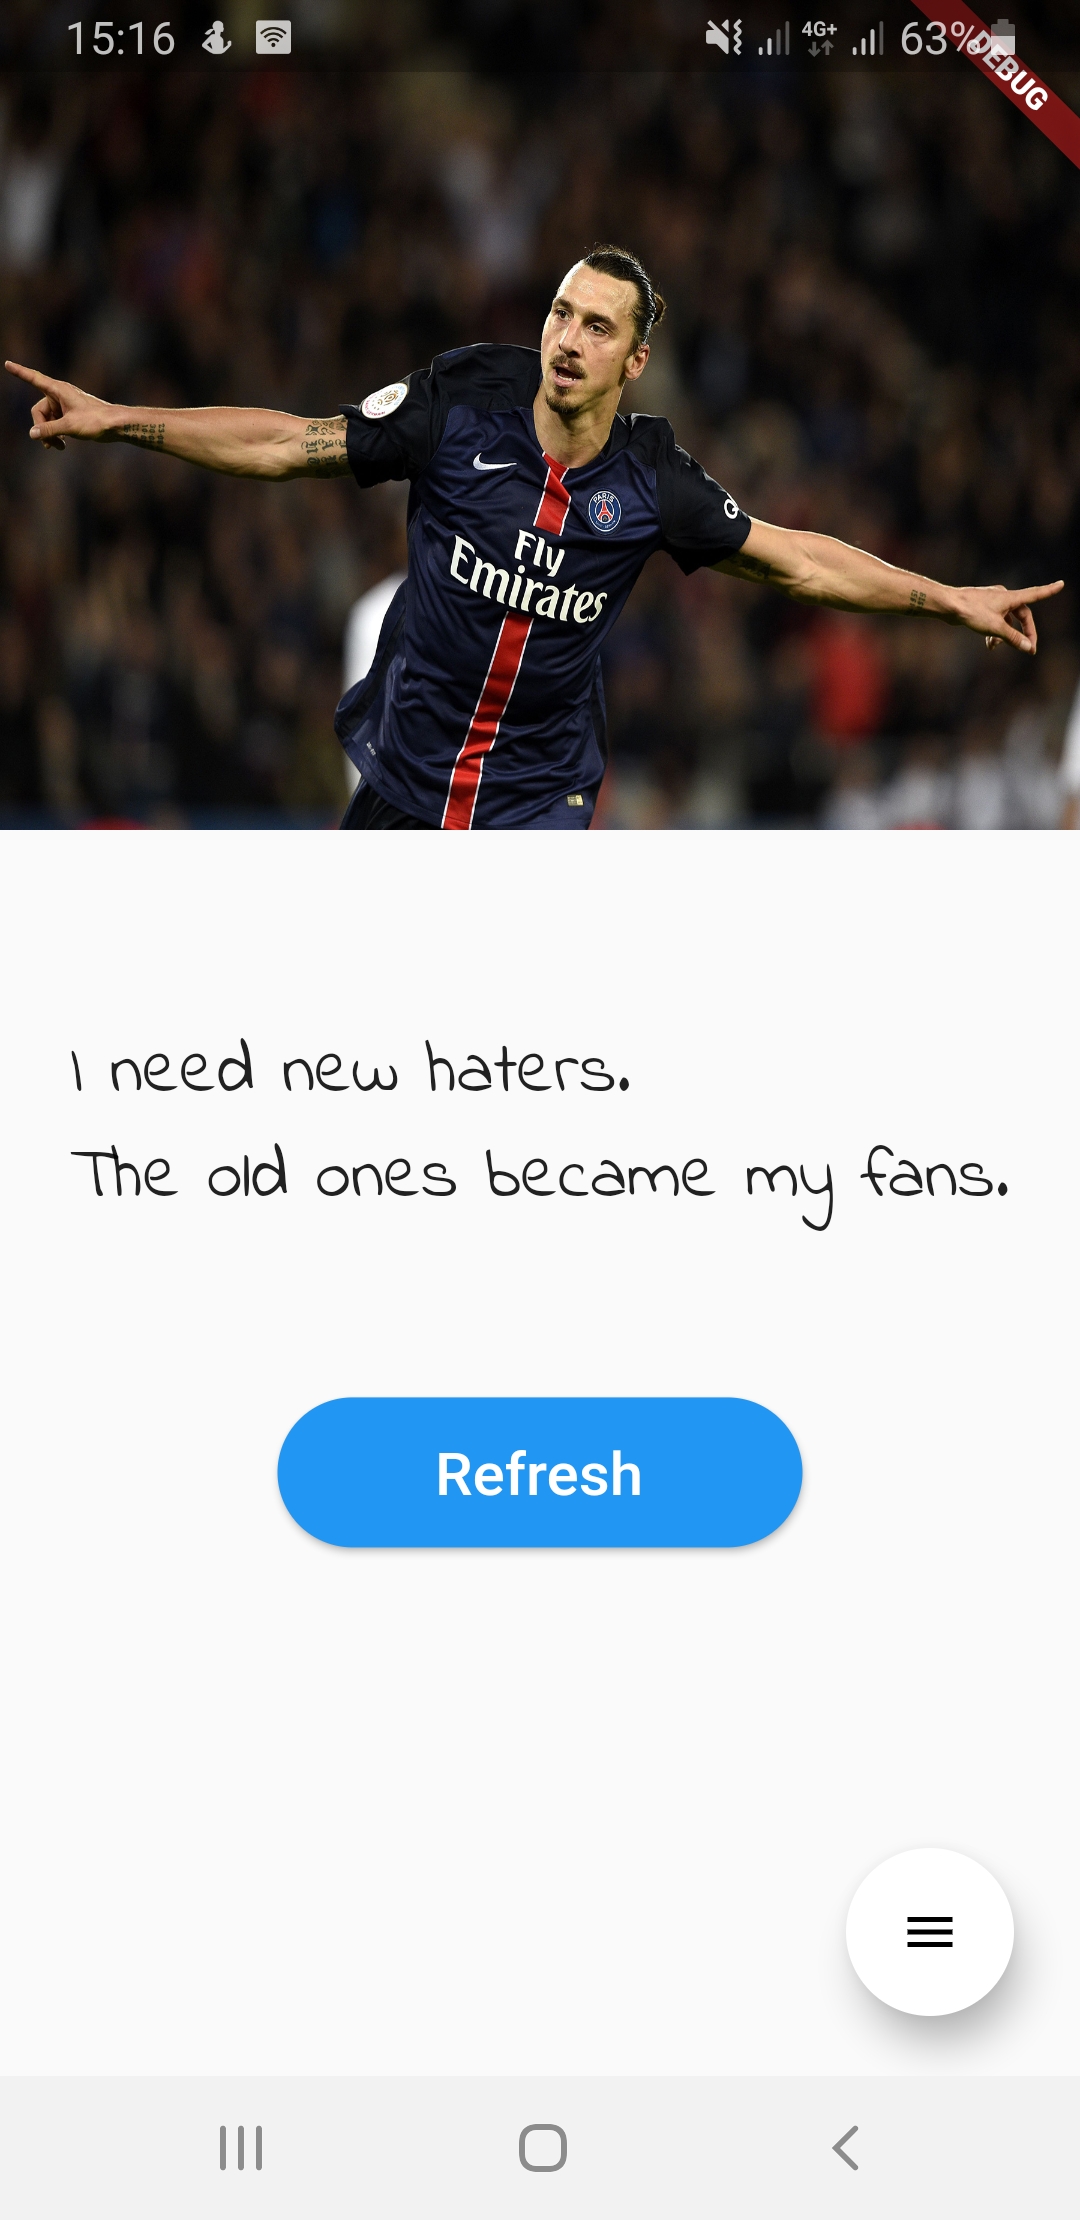 15:16
4G+
63%
DEBUG
PARIS
Fly
Emirates
I need new haters.
The old ones became my fans.
Refresh